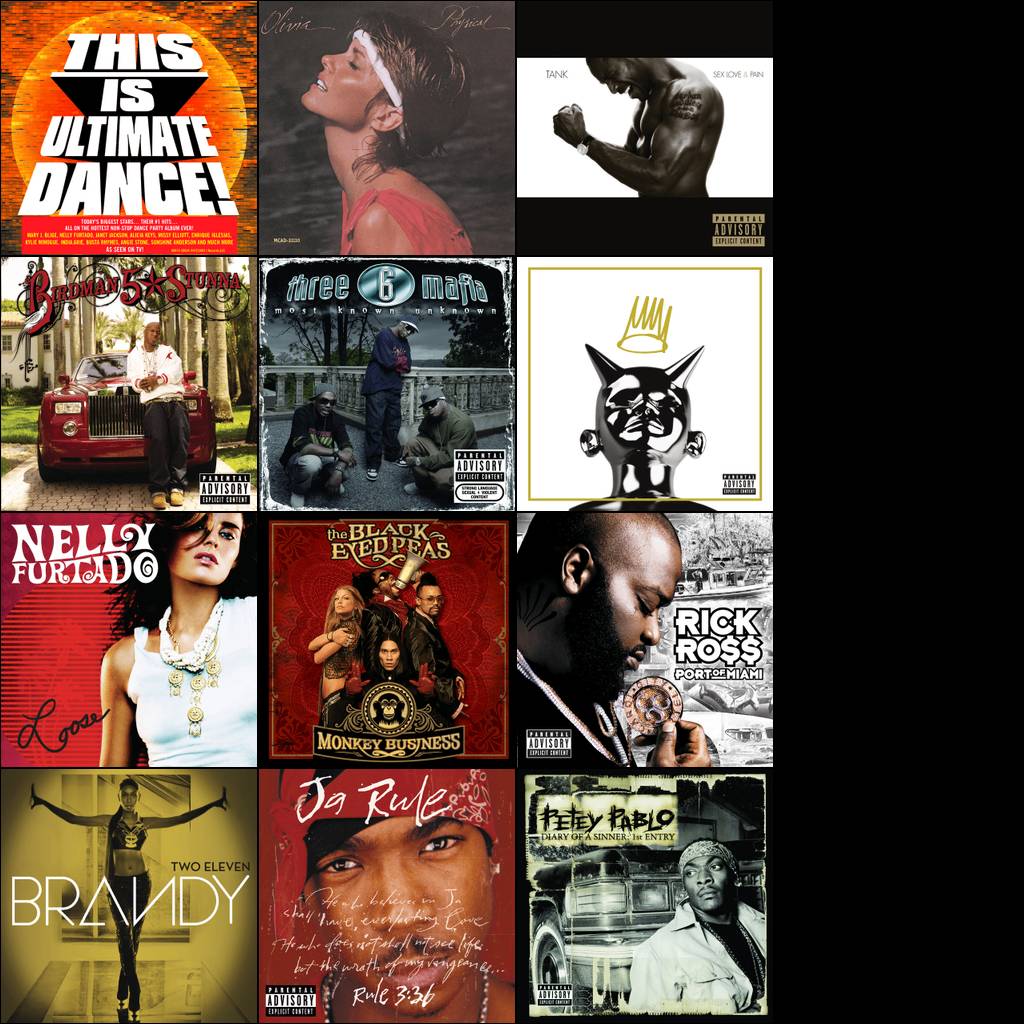 THIS
IS
ULTIMATE
DANCE!
TODAY'S BIGGEST STARS... THEIR #1 HITS...
ALL ON THE HOTTEST NON-STOP DANCE PARTY ALBUM EVER!
MARY J. BLIGE, NELLY FURTADO, JANET JACKSON, ALICIA KEYS, MISSY ELLIOTT, ENRIQUE IGLESIAS,
KYLIE MINOGUE, INDIA.ARIE, BUSTA RHYMES, ANGIE STONE, SUNSHINE ANDERSON AND MUCH MORE
AS SEEN ON TV!
Olivia Physical
MCAD-31110
TANK SEX LOVE & PAIN
PARENTAL
ADVISORY
EXPLICIT CONTENT
BIRDMAN 5★STUNNA
PARENTAL
ADVISORY
EXPLICIT CONTENT
three 6 mafia
most known unknown
PARENTAL
ADVISORY
EXPLICIT CONTENT
STRONG LANGUAGE
SEXUAL + VIOLENT
CONTENT
PARENTAL
ADVISORY
EXPLICIT CONTENT
NELLY
FURTADO
Loose
the BLACK
EYED PEAS
MONKEY BUSINESS
RICK
RO$$
PORT OF MIAMI
PARENTAL
ADVISORY
EXPLICIT CONTENT
TWO ELEVEN
BRANDY
Ja Rule
He who believes in Ja
shall have everlasting Love
He who does not shall not see life
but the wrath of my vengeance...
Rule 3:36
PARENTAL
ADVISORY
EXPLICIT CONTENT
PETEY PABLO
DIARY OF A SINNER: 1st ENTRY
PARENTAL
ADVISORY
EXPLICIT CONTENT